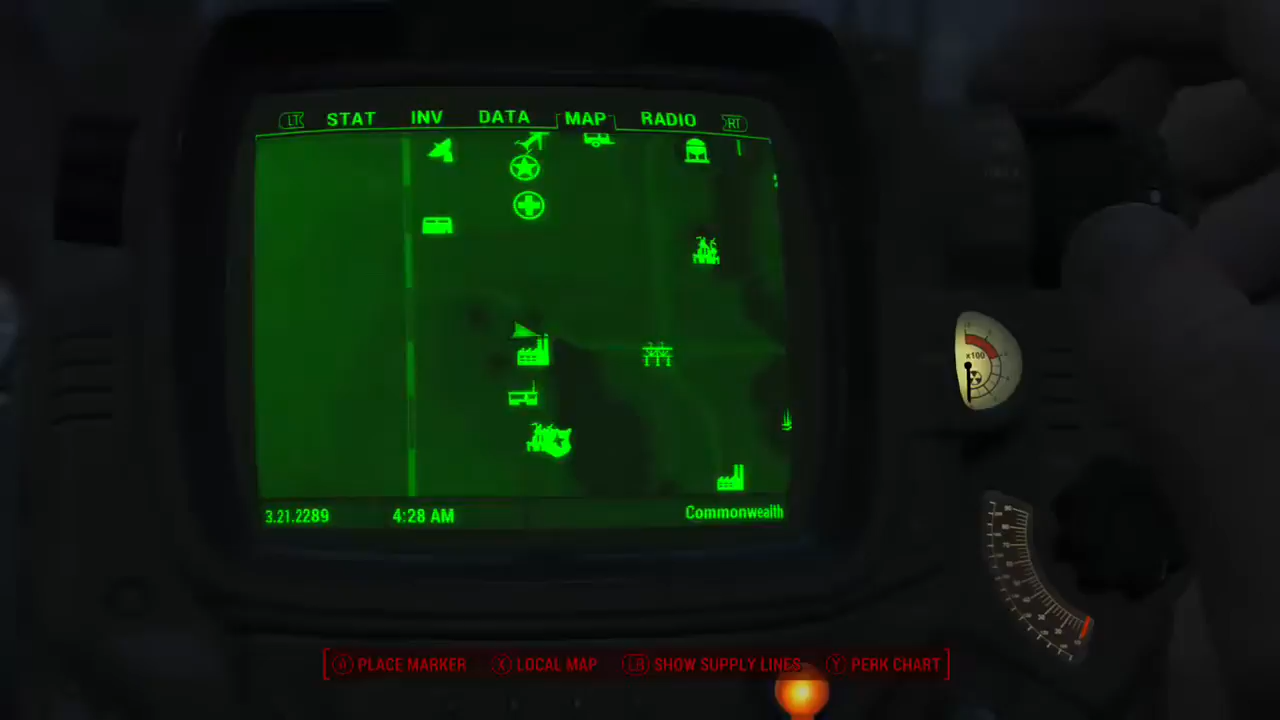 LT STAT INV DATA MAP RADIO RT
3.21.2289 4:28 AM Commonwealth
x100
A PLACE MARKER X LOCAL MAP LB SHOW SUPPLY LINES Y PERK CHART